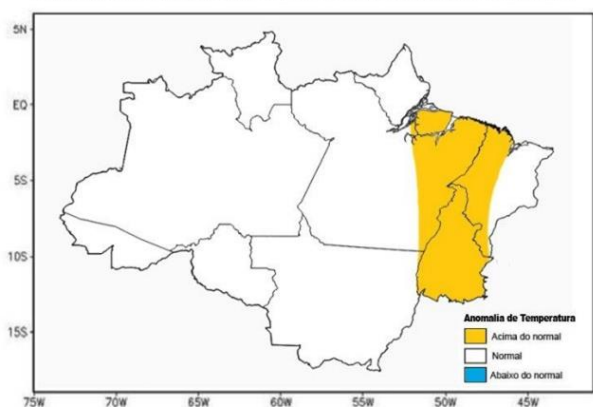 5N
EQ
5S
10S
15S
75W
70W
65W
60W
55W
50W
45W
Anomalia de Temperatura
Acima do normal
Normal
Abaixo do normal